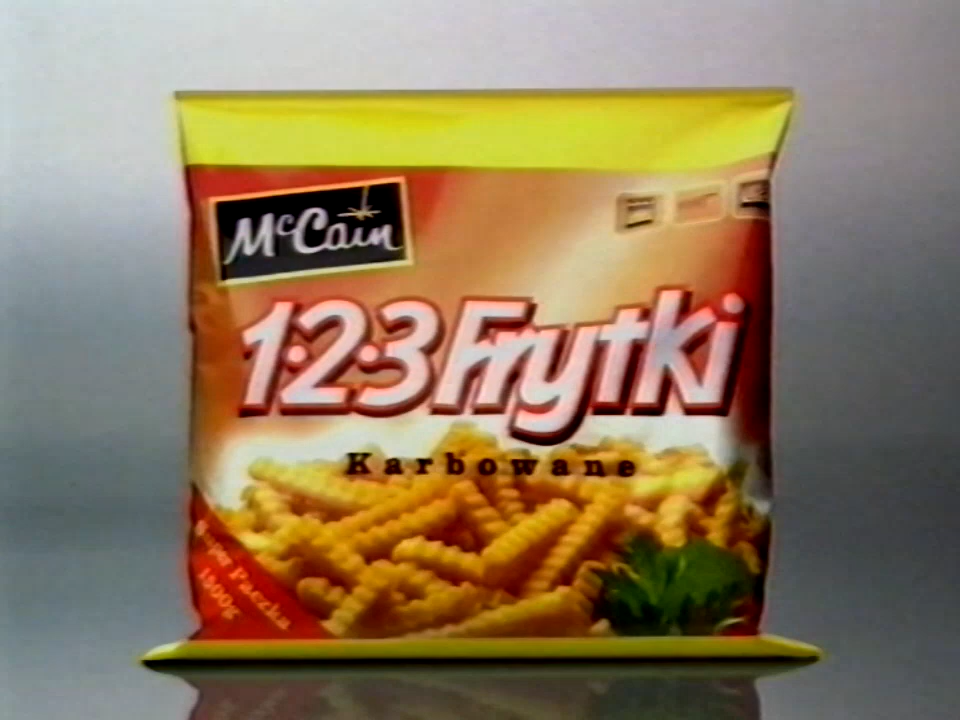 McCain
1·2·3 Frytki
Karbowane
Super Paczka
1500g